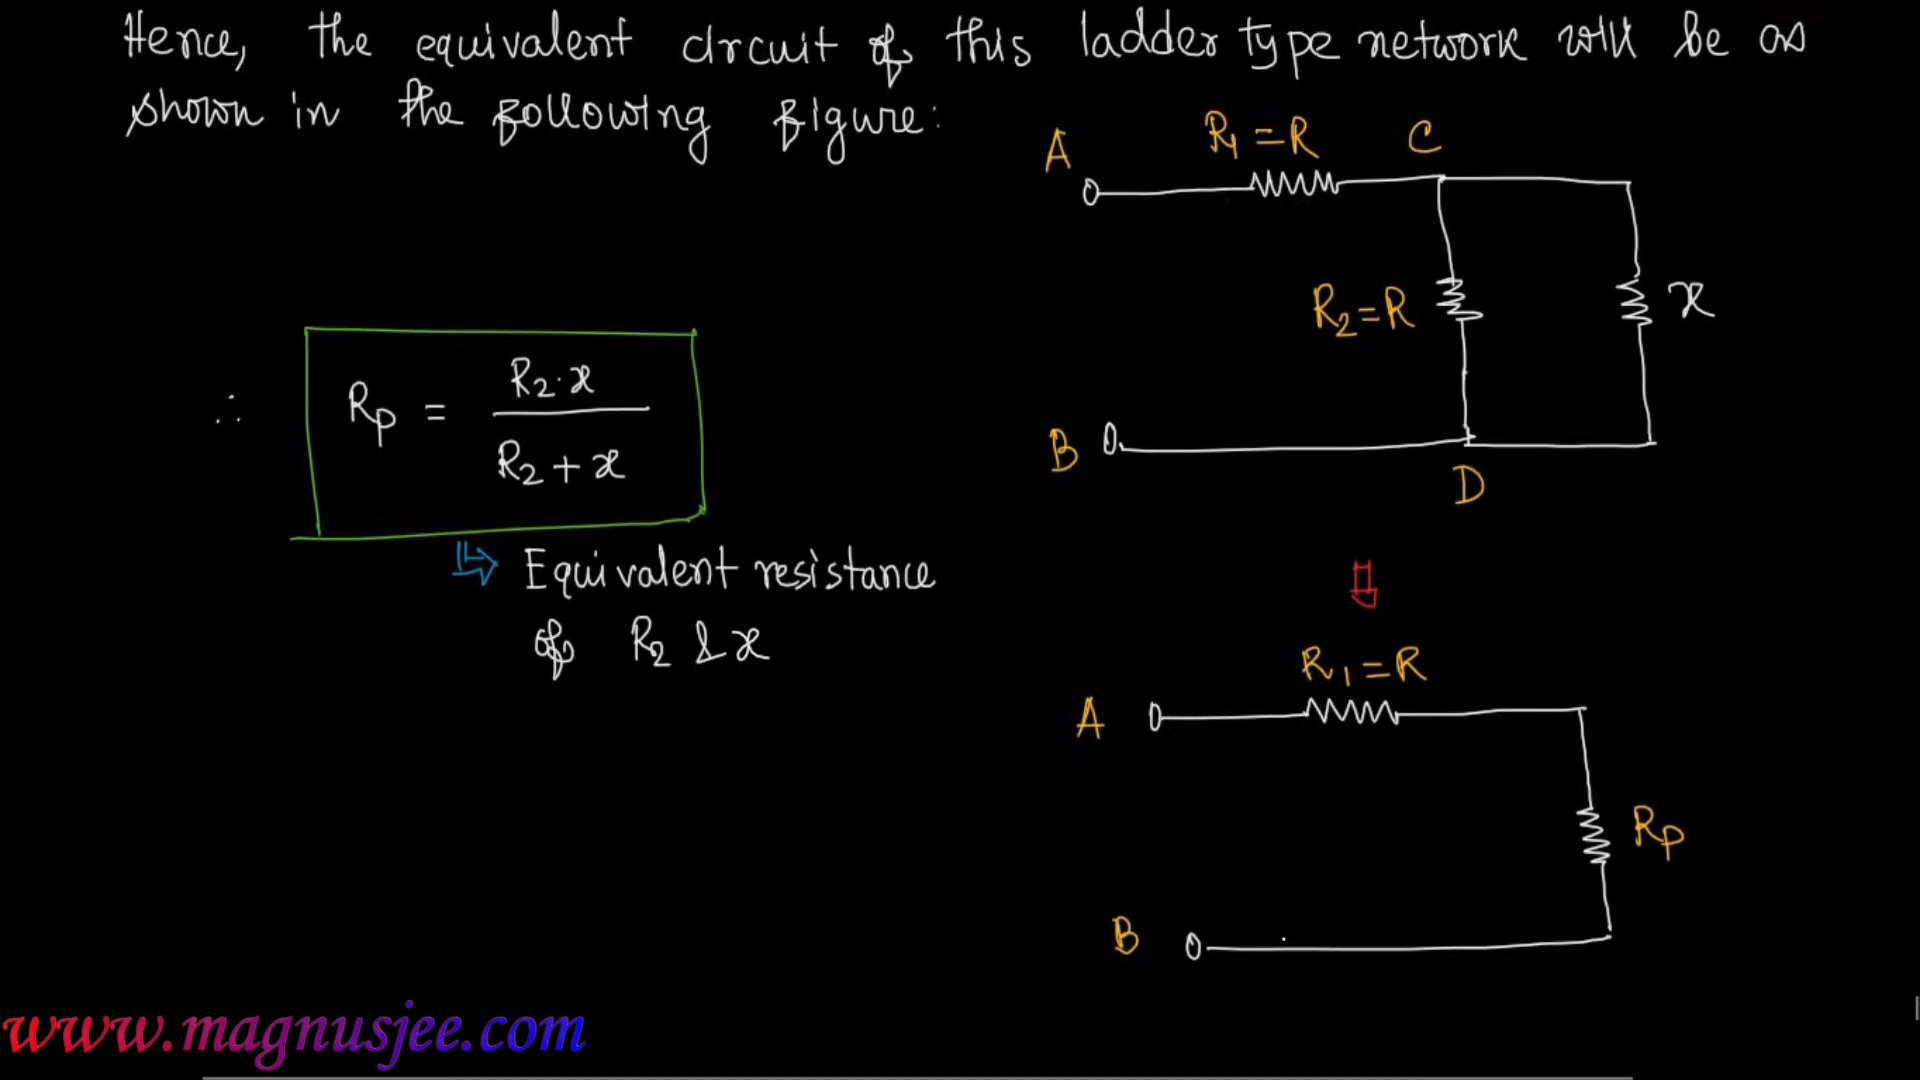 Hence, the equivalent circuit of this ladder type network will be as
shown in the following figure:
A
R1 = R
C
R2 = R
x
B
D
∴ Rp = R2·x / R2 + x
Equivalent resistance
of R2 & x
R1 = R
A
Rp
B
www.magnusjee.com